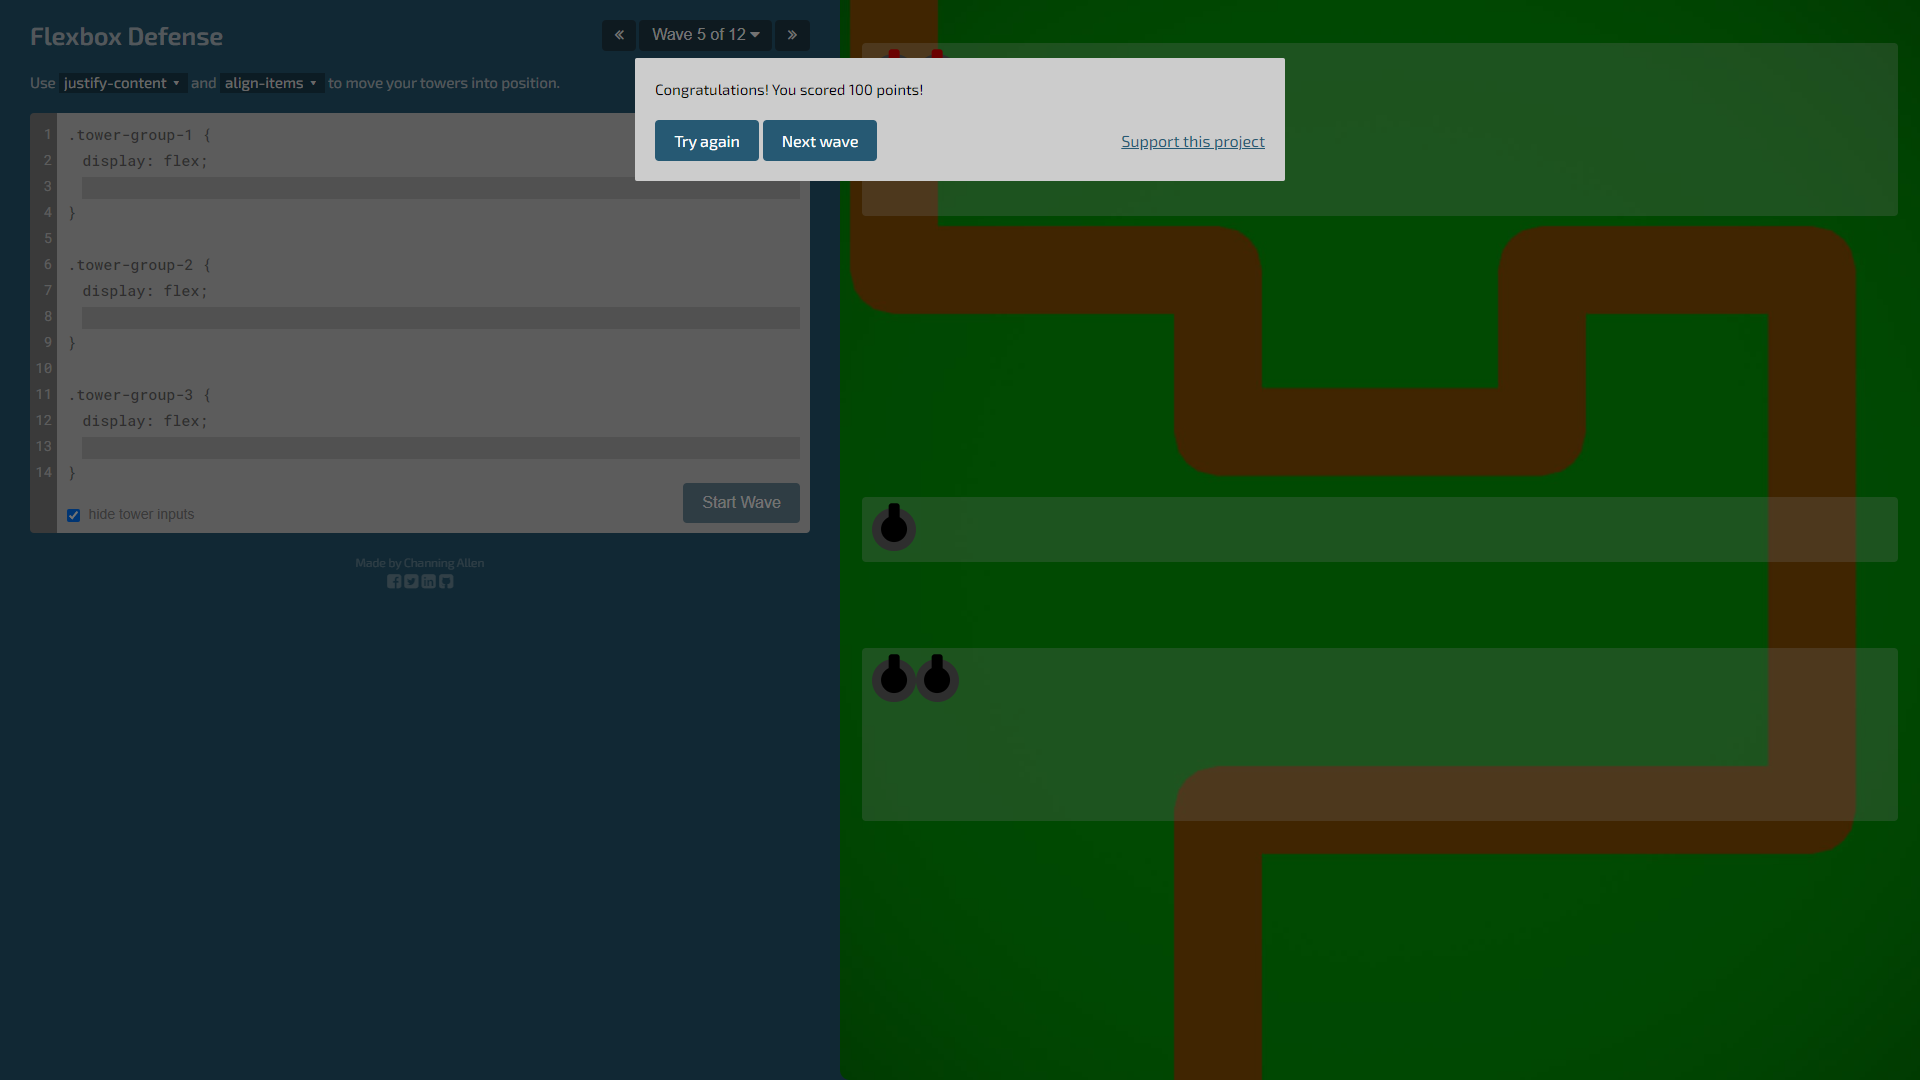 Flexbox Defense
« Wave 5 of 12 »
Use justify-content and align-items to move your towers into position.
Congratulations! You scored 100 points!
Try again Next wave Support this project
1 .tower-group-1 {
2 display: flex;
3
4 }
5
6 .tower-group-2 {
7 display: flex;
8
9 }
10
11 .tower-group-3 {
12 display: flex;
13
14 }
hide tower inputs Start Wave
Made by Channing Allen